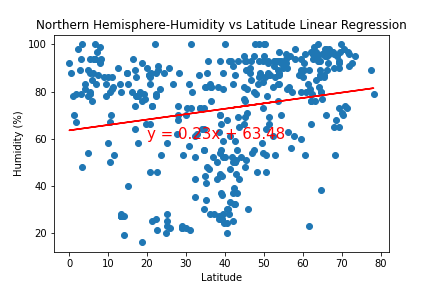 Northern Hemisphere-Humidity vs Latitude Linear Regression
100
80
60
40
20
Humidity (%)
y = 0.23x + 63.48
0 10 20 30 40 50 60 70 80
Latitude